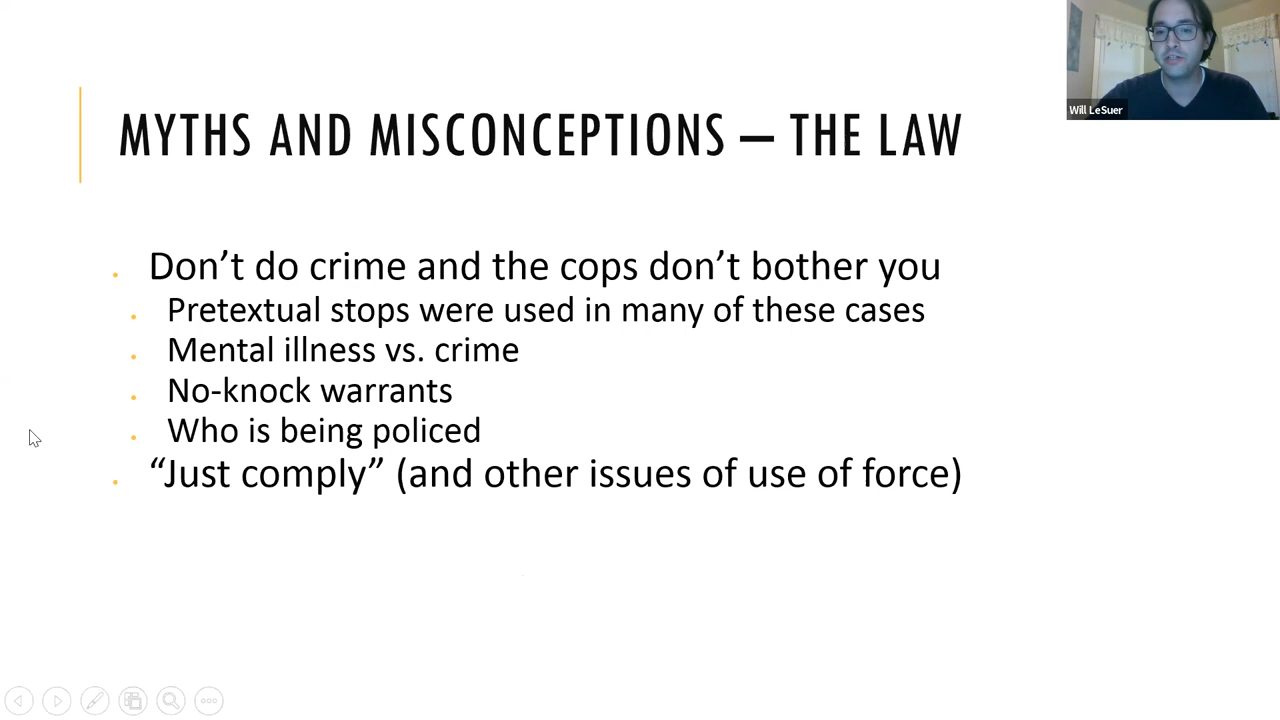 Will LeSuer
MYTHS AND MISCONCEPTIONS – THE LAW
Don’t do crime and the cops don’t bother you
Pretextual stops were used in many of these cases
Mental illness vs. crime
No-knock warrants
Who is being policed
“Just comply” (and other issues of use of force)